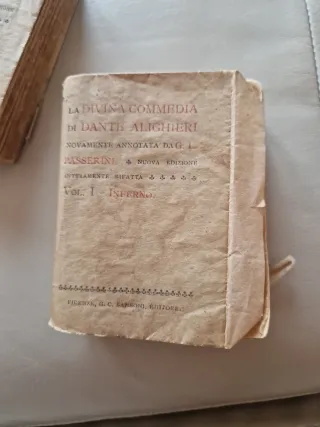 LA DIVINA COMMEDIA
DI DANTE ALIGHIERI
NOVAMENTE ANNOTATA DA G. L.
PASSERINI NUOVA EDIZIONE
INTERAMENTE RIFATTA
VOL. I INFERNO
FIRENZE, G. C. SANSONI, EDITORE